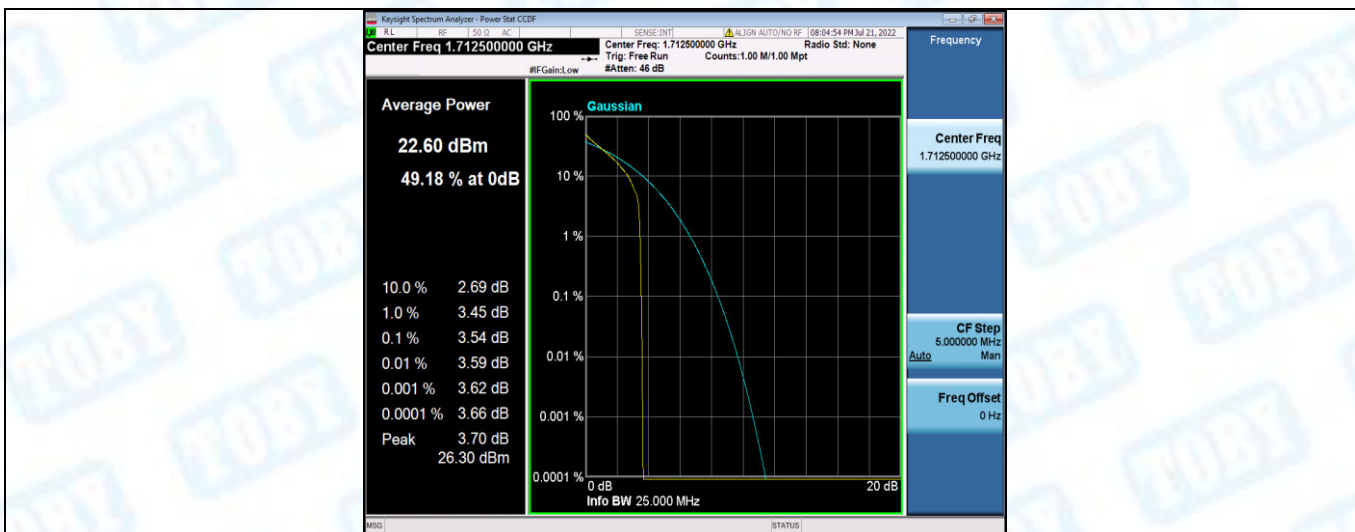 Keysight Spectrum Analyzer - Power Stat CCDF
RL RF 50 Ω AC SENSE:INT ALIGN AUTO/NO RF 08:04:54 PM Jul 21, 2022
Center Freq 1.712500000 GHz
Center Freq: 1.712500000 GHz Radio Std: None
Trig: Free Run Counts:1.00 M/1.00 Mpt
#IFGain:Low #Atten: 46 dB
Frequency
Average Power
22.60 dBm
49.18 % at 0dB
10.0 % 2.69 dB
1.0 % 3.45 dB
0.1 % 3.54 dB
0.01 % 3.59 dB
0.001 % 3.62 dB
0.0001 % 3.66 dB
Peak 3.70 dB
26.30 dBm
Gaussian
100 %
10 %
1 %
0.1 %
0.01 %
0.001 %
0.0001 %
0 dB 20 dB
Info BW 25.000 MHz
Center Freq
1.712500000 GHz
CF Step
5.000000 MHz
Auto Man
Freq Offset
0 Hz
MSG STATUS
TOBY